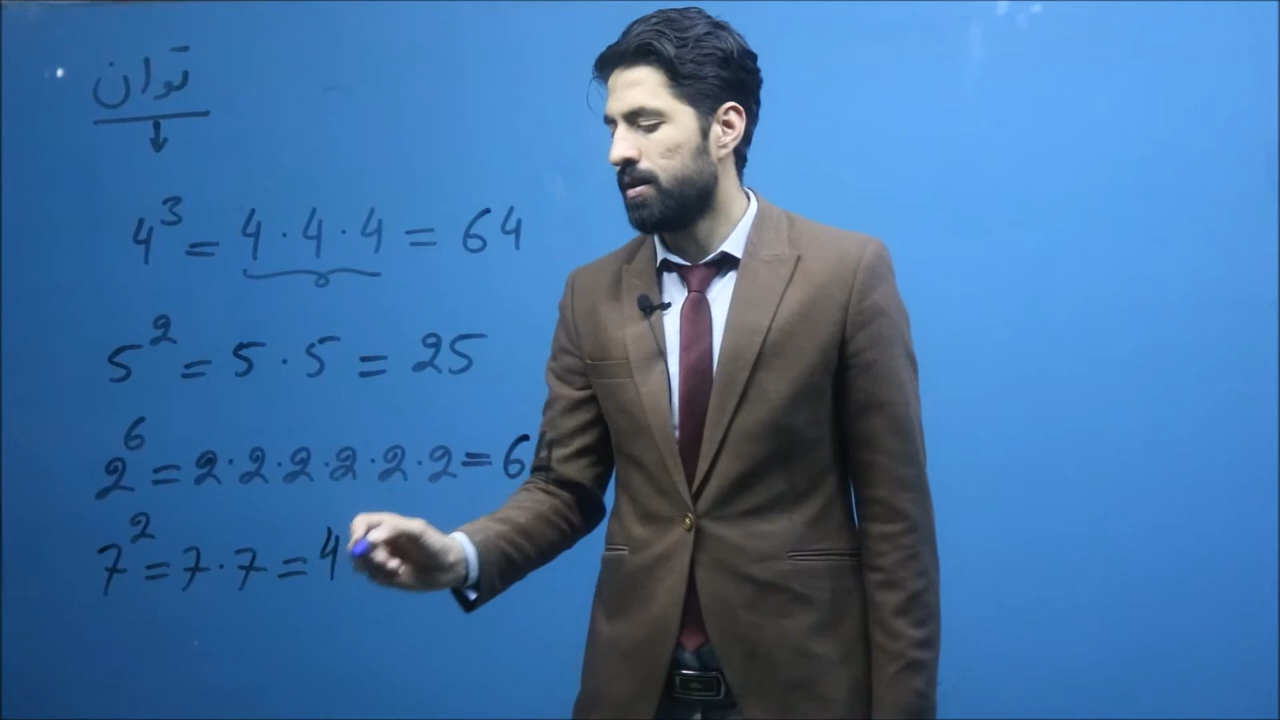 توان
4³ = 4 · 4 · 4 = 64
5² = 5 · 5 = 25
2⁶ = 2 · 2 · 2 · 2 · 2 · 2 = 64
7² = 7 · 7 = 4